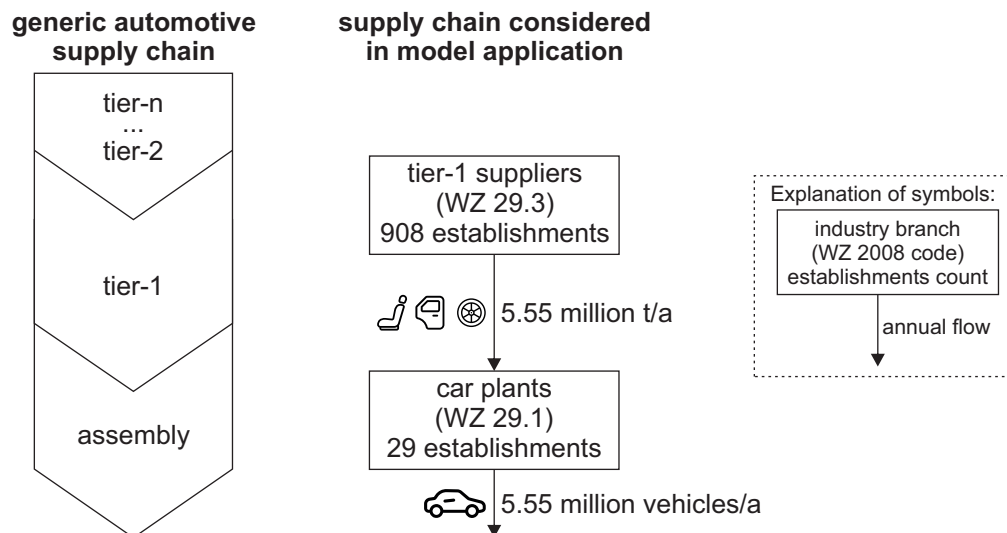 generic automotive
supply chain
tier-n
...
tier-2
tier-1
assembly
supply chain considered
in model application
tier-1 suppliers
(WZ 29.3)
908 establishments
5.55 million t/a
car plants
(WZ 29.1)
29 establishments
5.55 million vehicles/a
Explanation of symbols:
industry branch
(WZ 2008 code)
establishments count
annual flow